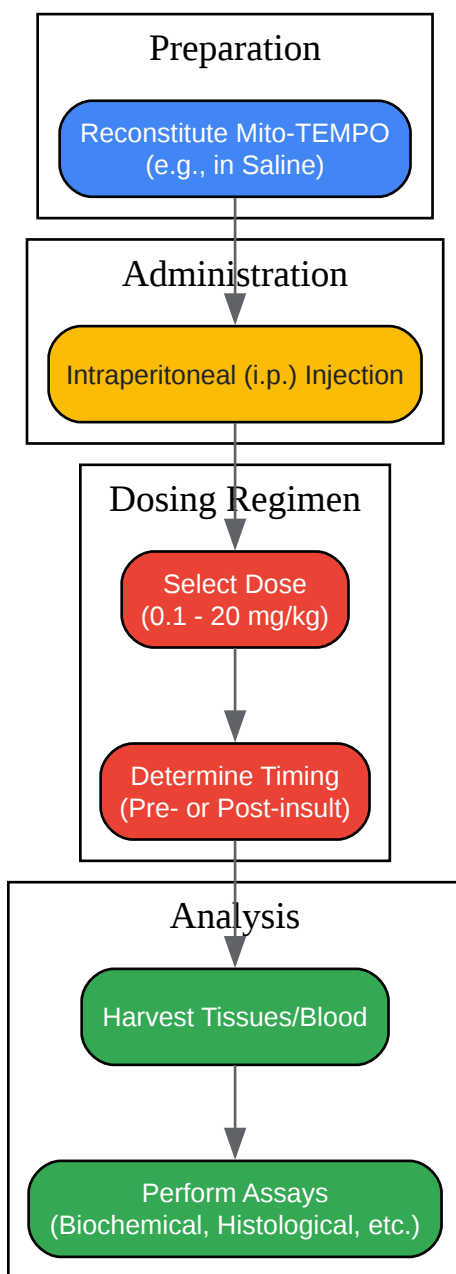 Preparation
Reconstitute Mito-TEMPO
(e.g., in Saline)
Administration
Intraperitoneal (i.p.) Injection
Dosing Regimen
Select Dose
(0.1 - 20 mg/kg)
Determine Timing
(Pre- or Post-insult)
Analysis
Harvest Tissues/Blood
Perform Assays
(Biochemical, Histological, etc.)